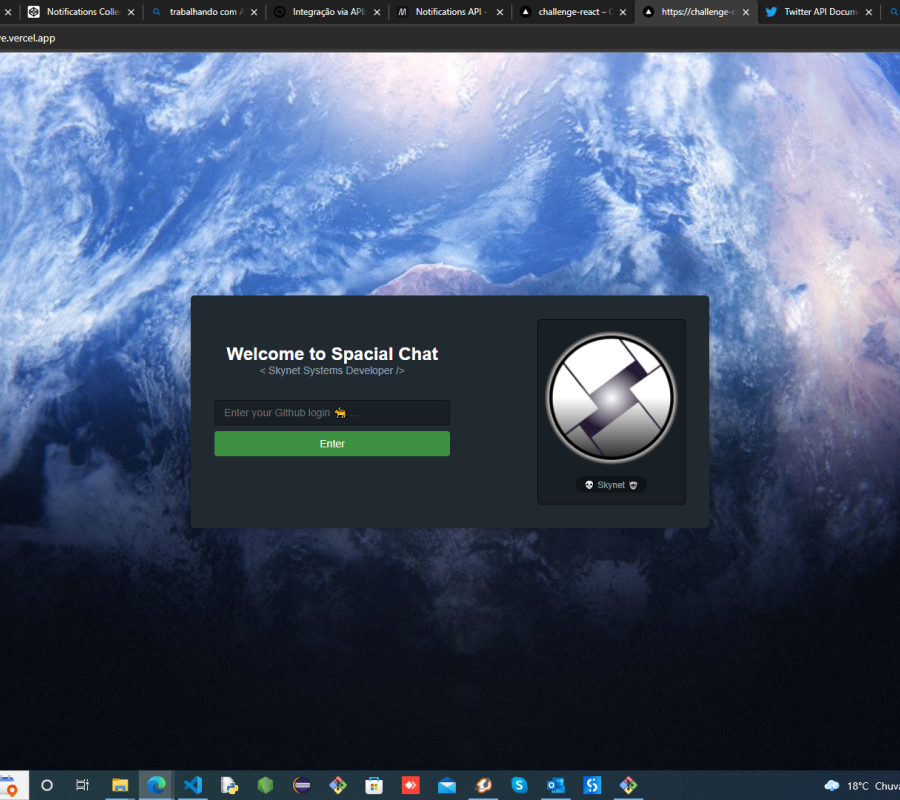 Notifications Colle
trabalhando com
Integração via API
Notifications API -
challenge-react –
https://challenge-
Twitter API Docum
e.vercel.app
Welcome to Spacial Chat
< Skynet Systems Developer />
Enter your Github login 🐆 ...
Enter
💀 Skynet
18°C Chuva